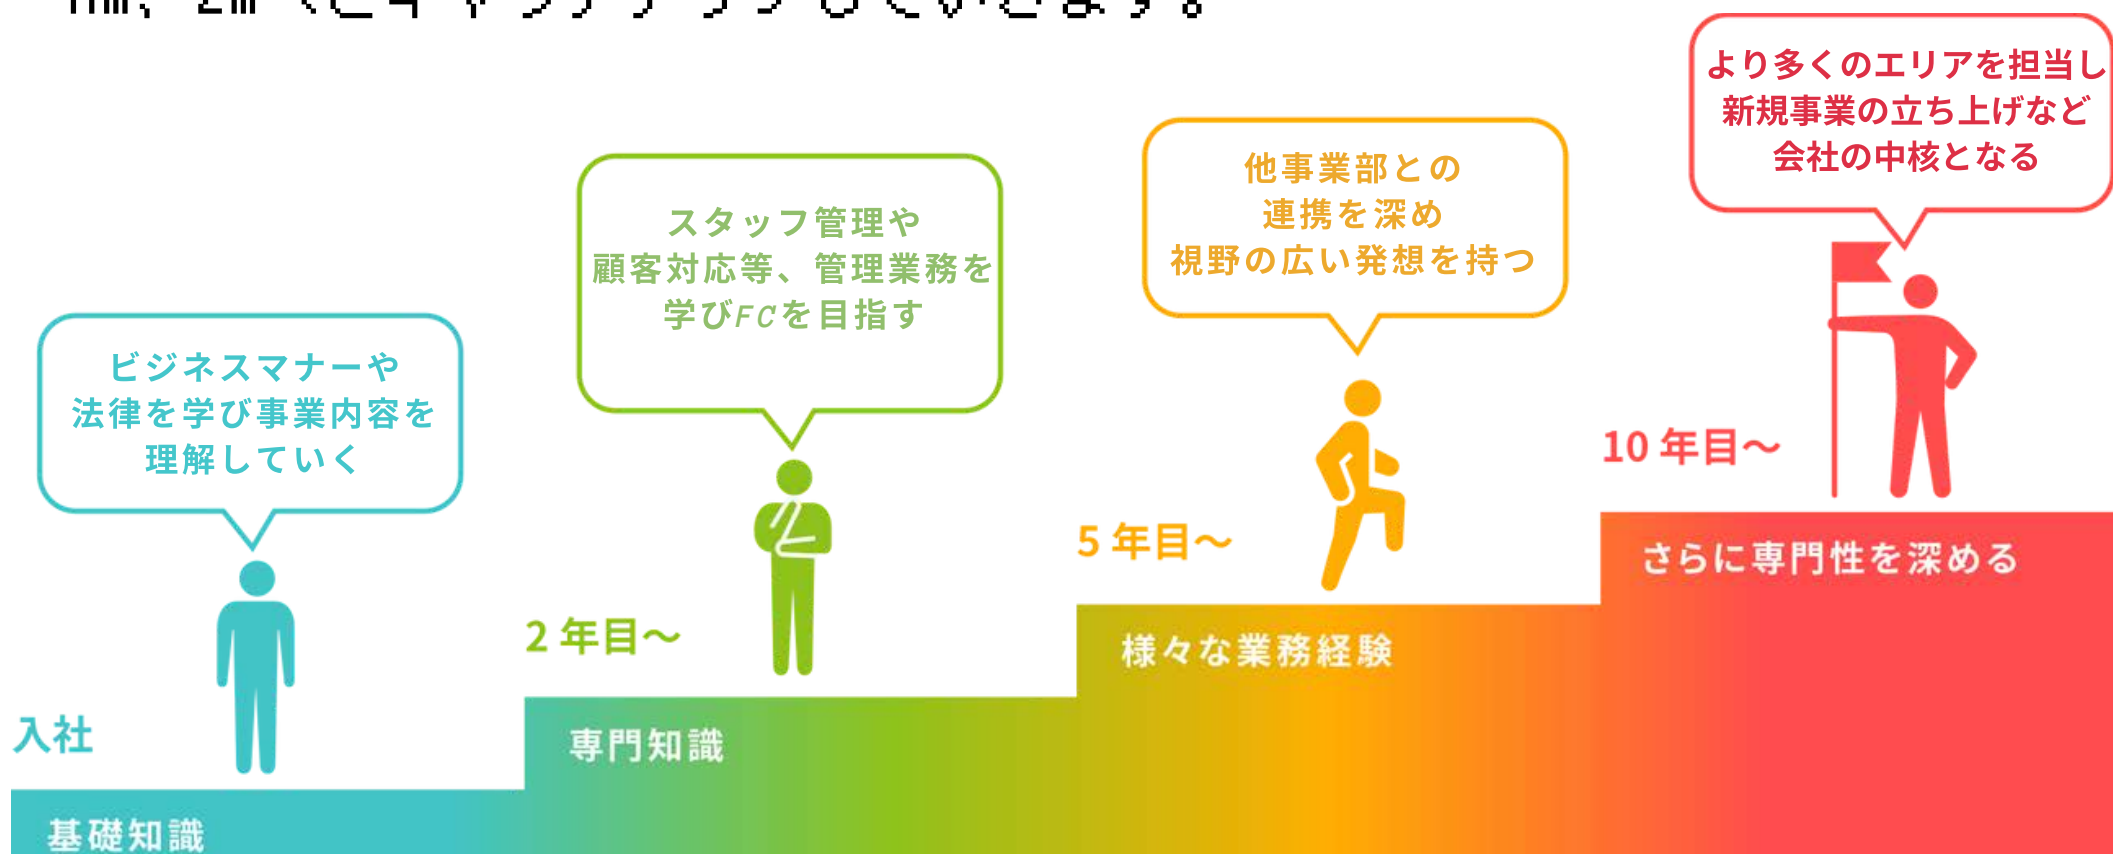 より多くのエリアを担当し
新規事業の立ち上げなど
会社の中核となる
他事業部との
連携を深め
視野の広い発想を持つ
スタッフ管理や
顧客対応等、管理業務を
学びFCを目指す
ビジネスマナーや
法律を学び事業内容を
理解していく
10 年目～
さらに専門性を深める
5 年目～
様々な業務経験
2 年目～
専門知識
入社
基礎知識